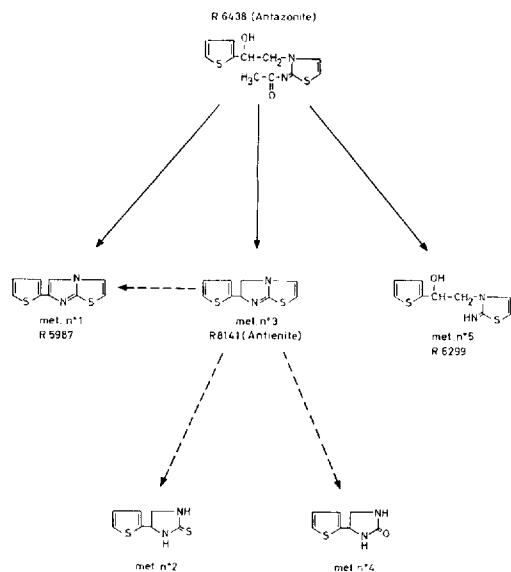 R 6438 (Antazonite)
OH
CH
CH2
N
S
H3C-C-N
S
O
N
S
N
S
met. n°1
R 5987
N
S
N
S
met. n°3
R8141 (Antienite)
OH
CH
CH2
N
S
HN
S
met. n°5
R 6299
NH
S
S
N
H
met. n°2
NH
S
O
N
H
met. n°4